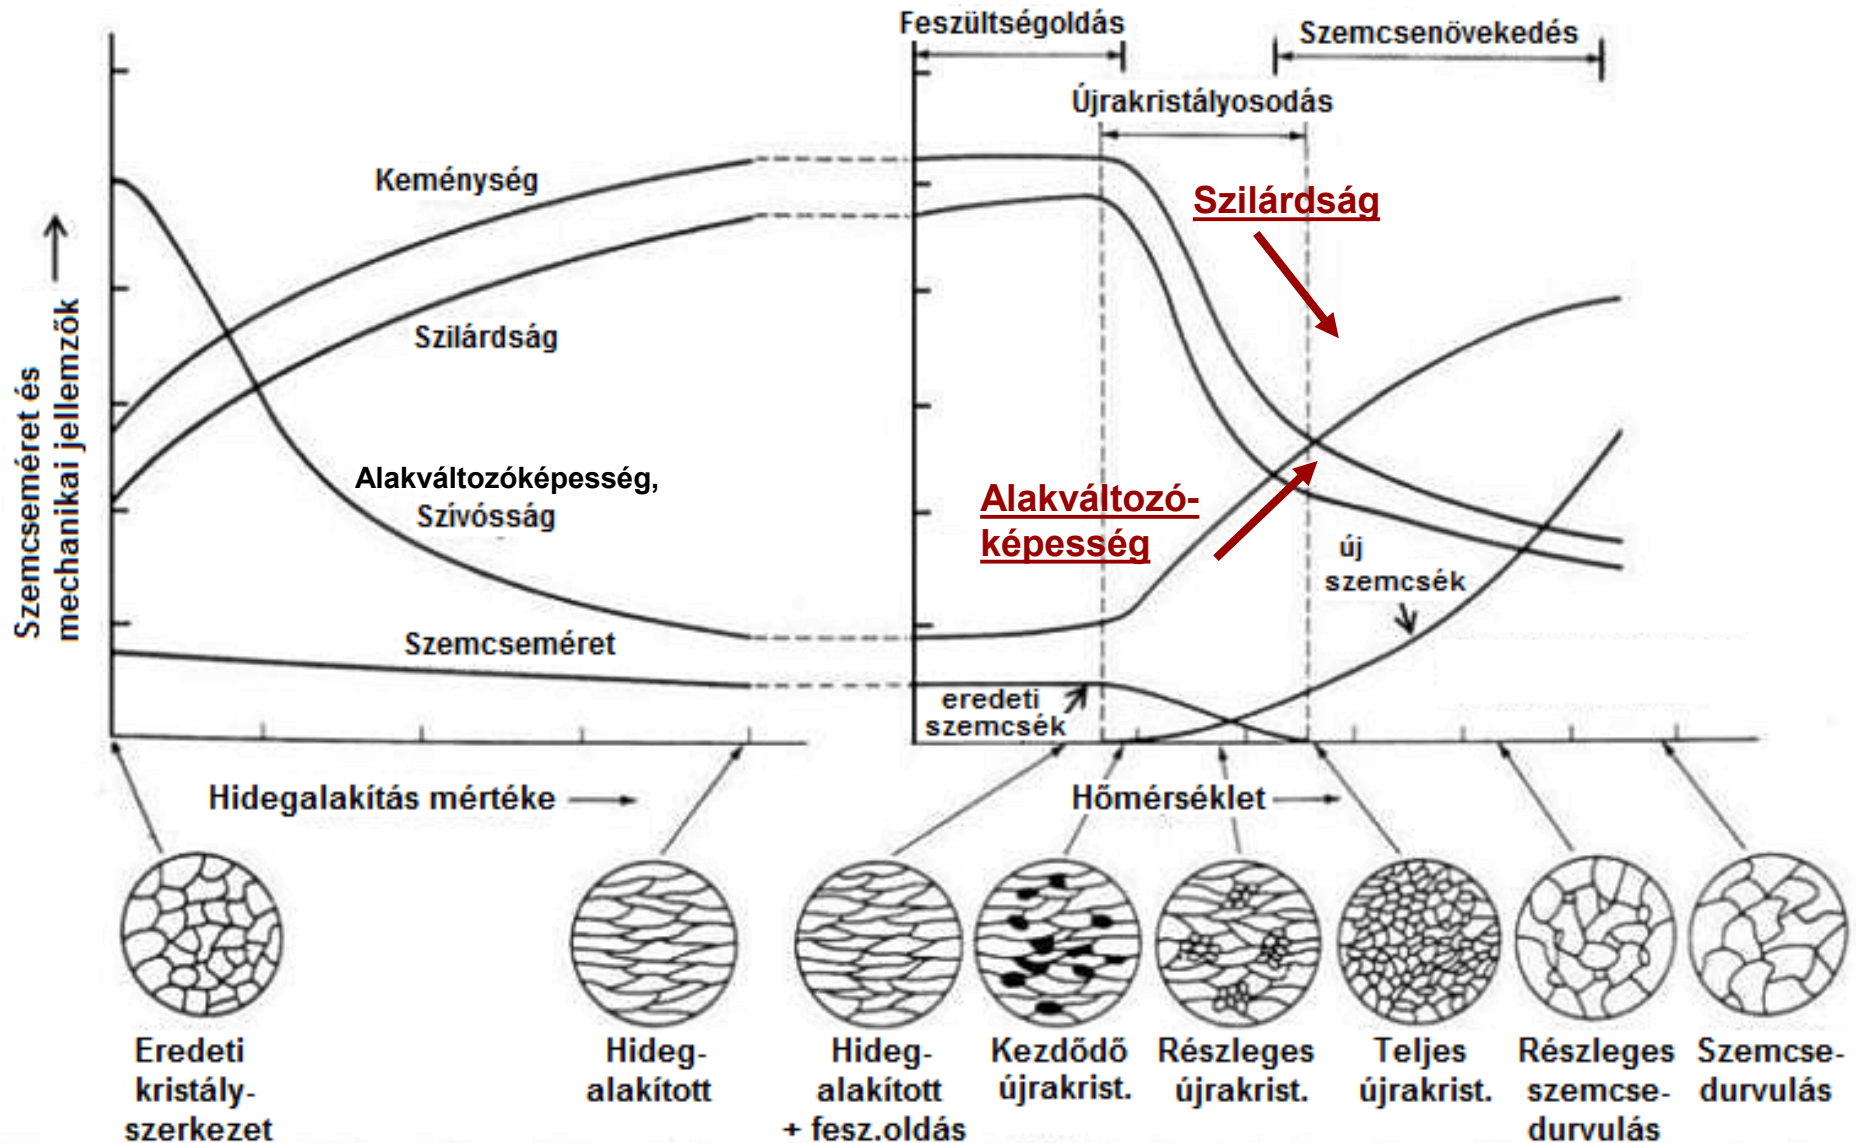 Feszültségoldás
Szemcsenövekedés
Újrakristályosodás
Keménység
Szilárdság
Szilárdság
Szemcseméret és
mechanikai jellemzők
Alakváltozóképesség,
Szívósság
Alakváltozó-
képesség
új
szemcsék
Szemcseméret
eredeti
szemcsék
Hidegalakítás mértéke
Hőmérséklet
Eredeti
kristály-
szerkezet
Hideg-
alakított
Hideg-
alakított
+ fesz.oldás
Kezdődő
újrakrist.
Részleges
újrakrist.
Teljes
újrakrist.
Részleges
szemcse-
durvulás
Szemcse-
durvulás